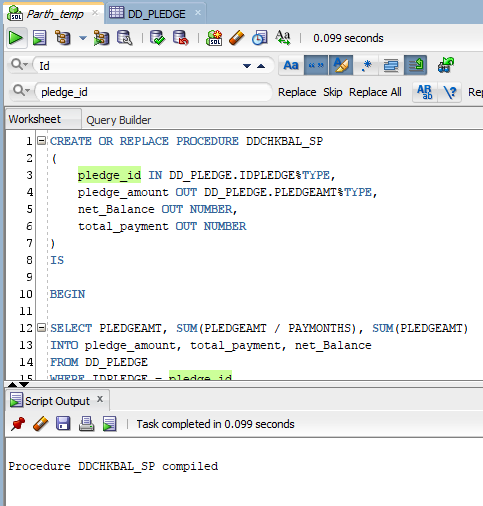 Parth_temp × DD_PLEDGE ×
SQL 0.099 seconds
Id Aa “” .*
pledge_id Replace Skip Replace All AB \? Rep
Worksheet Query Builder
1 CREATE OR REPLACE PROCEDURE DDCHKBAL_SP
2 (
3 pledge_id IN DD_PLEDGE.IDPLEDGE%TYPE,
4 pledge_amount OUT DD_PLEDGE.PLEDGEAMT%TYPE,
5 net_Balance OUT NUMBER,
6 total_payment OUT NUMBER
7 )
8 IS
9
10 BEGIN
11
12 SELECT PLEDGEAMT, SUM(PLEDGEAMT / PAYMONTHS), SUM(PLEDGEAMT)
13 INTO pledge_amount, total_payment, net_Balance
14 FROM DD_PLEDGE
15 WHERE IDPLEDGE = pledge_id
Script Output ×
Task completed in 0.099 seconds
Procedure DDCHKBAL_SP compiled